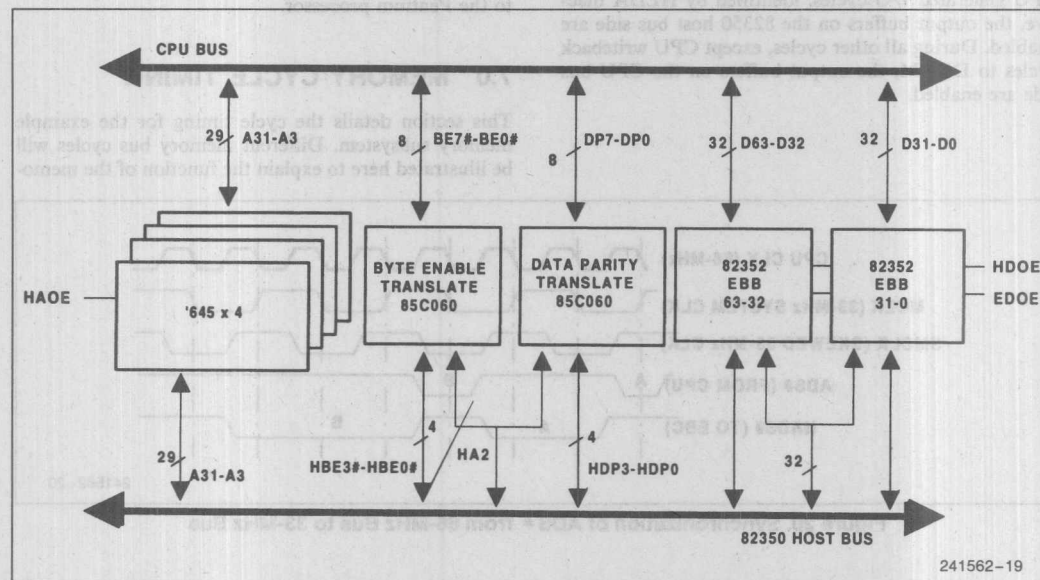 CPU BUS
29 A31-A3
8 BE7#-BE0#
8 DP7-DP0
32 D63-D32
32 D31-D0
HAOE
'645 x 4
BYTE ENABLE
TRANSLATE
85C060
DATA PARITY
TRANSLATE
85C060
82352
EBB
63-32
82352
EBB
31-0
HDOE
EDOE
29 A31-A3
HBE3#-HBE0#
4
HA2
4
HDP3-HDP0
32
82350 HOST BUS
241562-19